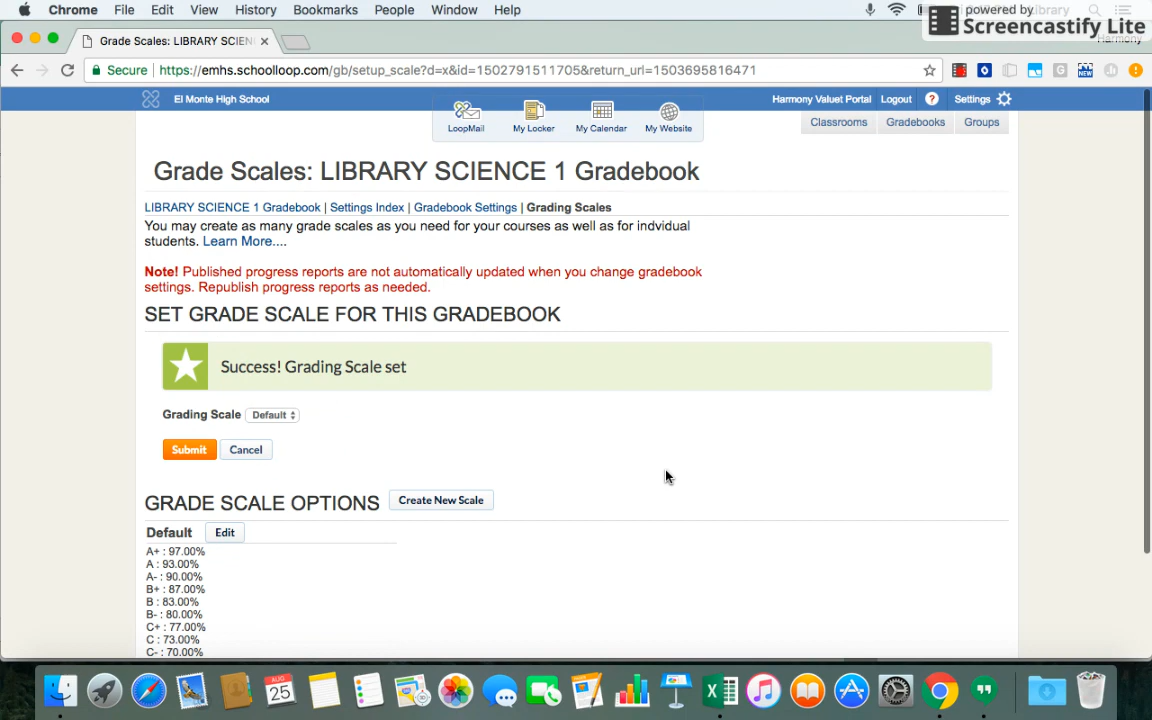 Chrome File Edit View History Bookmarks People Window Help
powered by
Screencastify Lite
Library
Grade Scales: LIBRARY SCIEN
Harmony
Secure https://emhs.schoolloop.com/gb/setup_scale?d=x&id=1502791511705&return_url=1503695816471
El Monte High School
LoopMail My Locker My Calendar My Website
Harmony Valuet Portal Logout ? Settings
Classrooms Gradebooks Groups
Grade Scales: LIBRARY SCIENCE 1 Gradebook
LIBRARY SCIENCE 1 Gradebook | Settings Index | Gradebook Settings | Grading Scales
You may create as many grade scales as you need for your courses as well as for indvidual
students. Learn More....
Note! Published progress reports are not automatically updated when you change gradebook
settings. Republish progress reports as needed.
SET GRADE SCALE FOR THIS GRADEBOOK
Success! Grading Scale set
Grading Scale Default
Submit Cancel
GRADE SCALE OPTIONS Create New Scale
Default Edit
A+ : 97.00%
A : 93.00%
A- : 90.00%
B+ : 87.00%
B : 83.00%
B- : 80.00%
C+ : 77.00%
C : 73.00%
C- : 70.00%
AUG
25